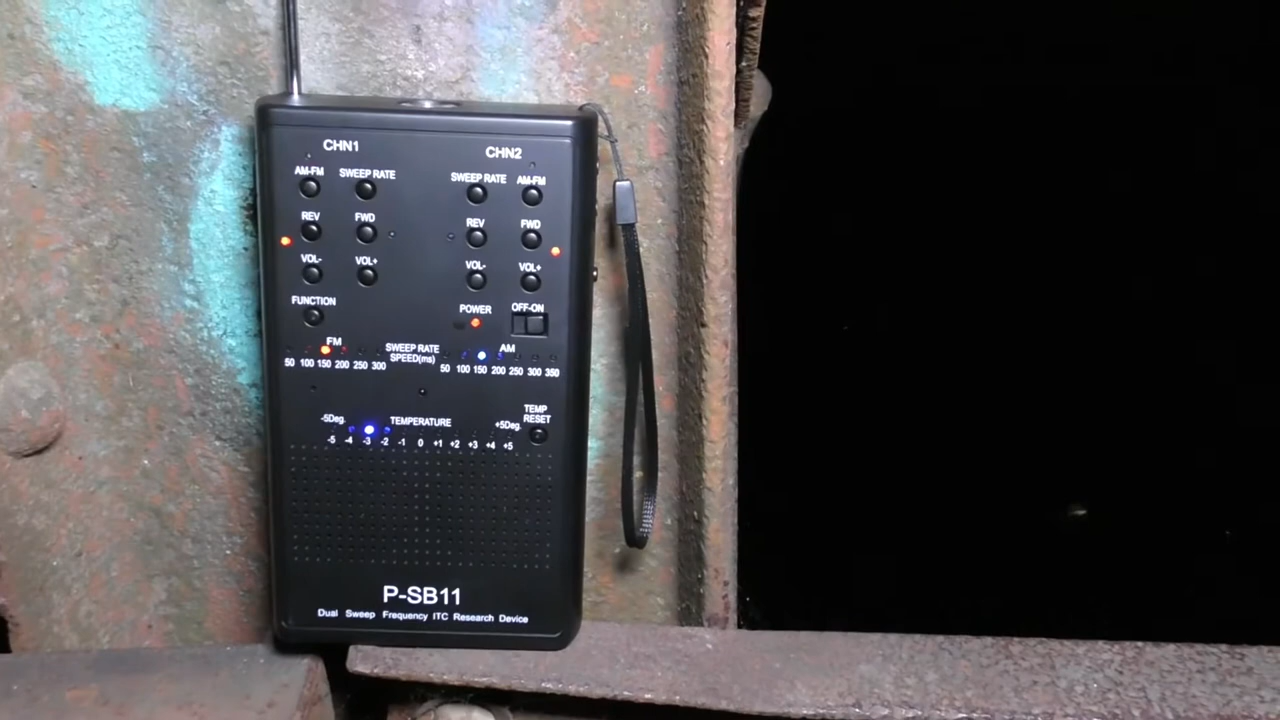 CHN1 CHN2
AM-FM SWEEP RATE SWEEP RATE AM-FM
REV FWD REV FWD
VOL- VOL+ VOL- VOL+
FUNCTION POWER OFF-ON
FM SWEEP RATE AM
SPEED(ms)
50 100 150 200 250 300 50 100 150 200 250 300 350
TEMP
RESET
-5Deg. TEMPERATURE +5Deg.
-5 -4 -3 -2 -1 0 +1 +2 +3 +4 +5
P-SB11
Dual Sweep Frequency ITC Research Device